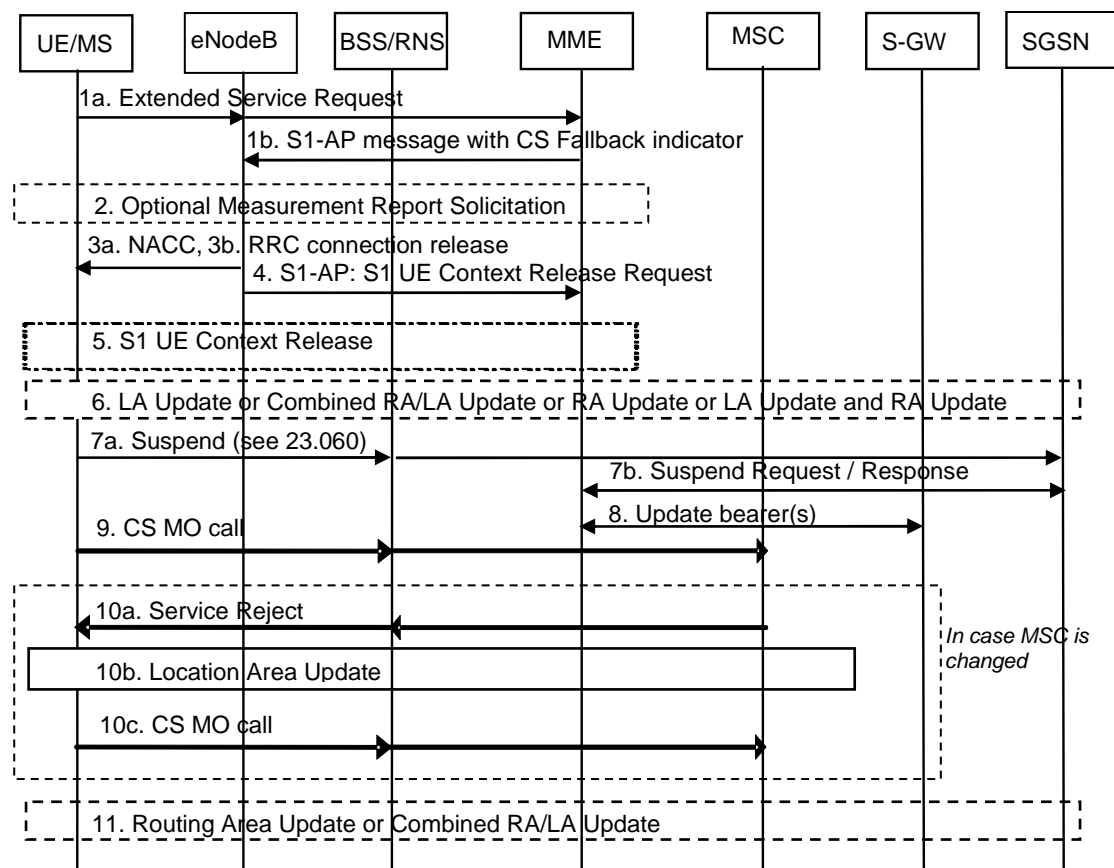 UE/MS
eNodeB
BSS/RNS
MME
MSC
S-GW
SGSN
1a. Extended Service Request
1b. S1-AP message with CS Fallback indicator
2. Optional Measurement Report Solicitation
3a. NACC, 3b. RRC connection release
4. S1-AP: S1 UE Context Release Request
5. S1 UE Context Release
6. LA Update or Combined RA/LA Update or RA Update or LA Update and RA Update
7a. Suspend (see 23.060)
7b. Suspend Request / Response
8. Update bearer(s)
9. CS MO call
10a. Service Reject
In case MSC is
changed
10b. Location Area Update
10c. CS MO call
11. Routing Area Update or Combined RA/LA Update